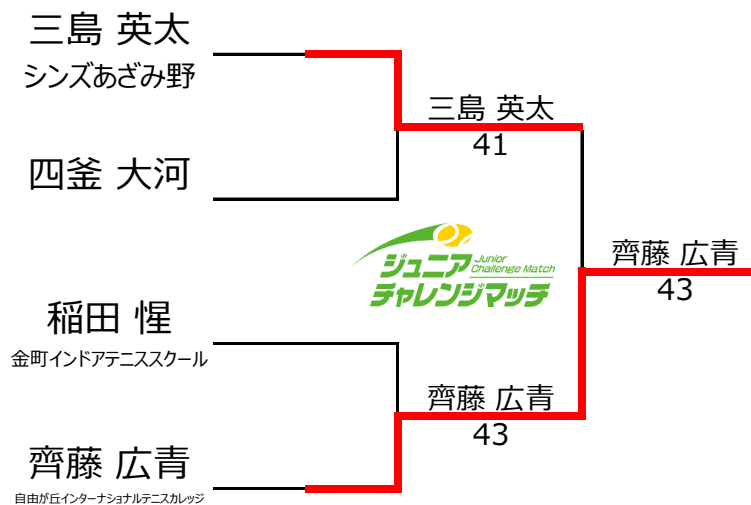 三島 英太
シンズあざみ野
三島 英太
41
四釜 大河
ジュニア
Junior
Challenge Match
チャレンジマッチ
齊藤 広青
43
稲田 惺
金町インドアテニススクール
齊藤 広青
43
齊藤 広青
自由が丘インターナショナルテニスカレッジ